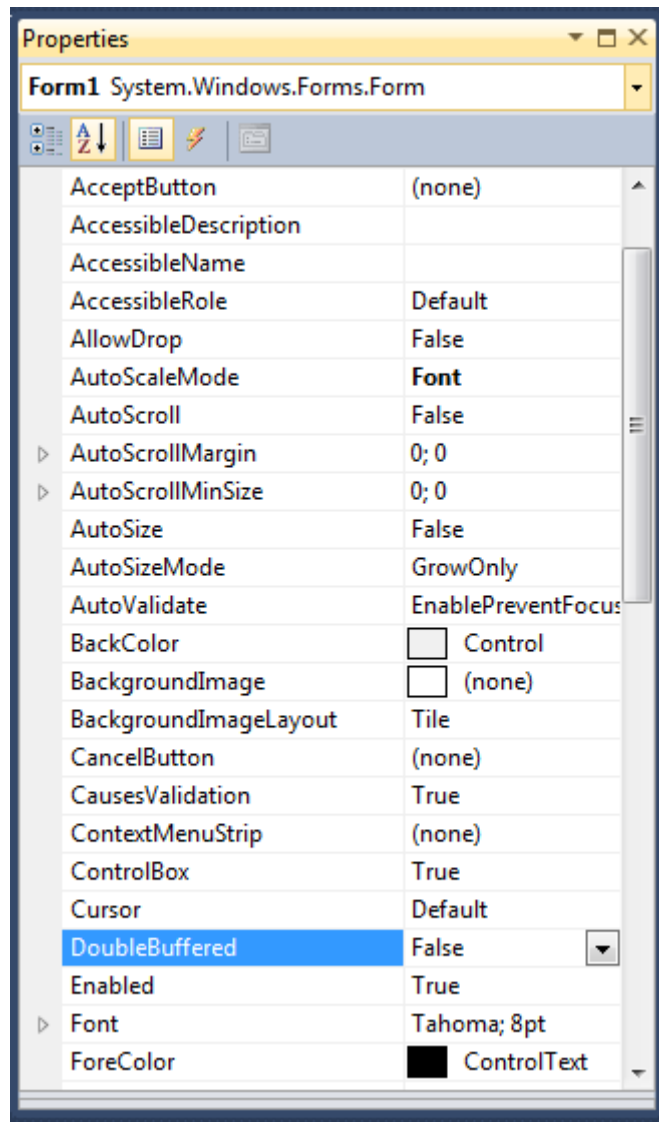 Properties
Form1 System.Windows.Forms.Form
AcceptButton (none)
AccessibleDescription
AccessibleName
AccessibleRole Default
AllowDrop False
AutoScaleMode Font
AutoScroll False
AutoScrollMargin 0; 0
AutoScrollMinSize 0; 0
AutoSize False
AutoSizeMode GrowOnly
AutoValidate EnablePreventFocus
BackColor Control
BackgroundImage (none)
BackgroundImageLayout Tile
CancelButton (none)
CausesValidation True
ContextMenuStrip (none)
ControlBox True
Cursor Default
DoubleBuffered False
Enabled True
Font Tahoma; 8pt
ForeColor ControlText